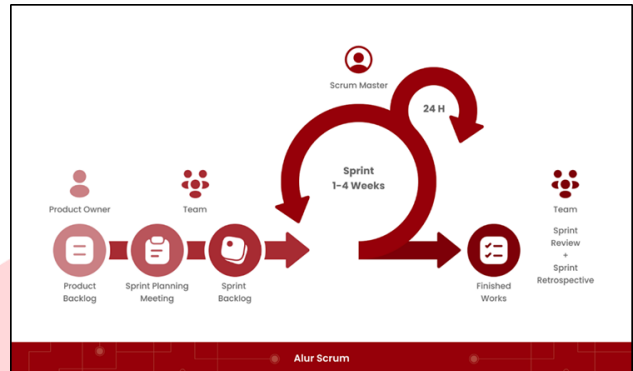 Scrum Master
24 H
Sprint
1-4 Weeks
Product Owner
Team
Team
Product
Backlog
Sprint Planning
Meeting
Sprint
Backlog
Finished
Works
Sprint
Review
+
Sprint
Retrospective
Alur Scrum